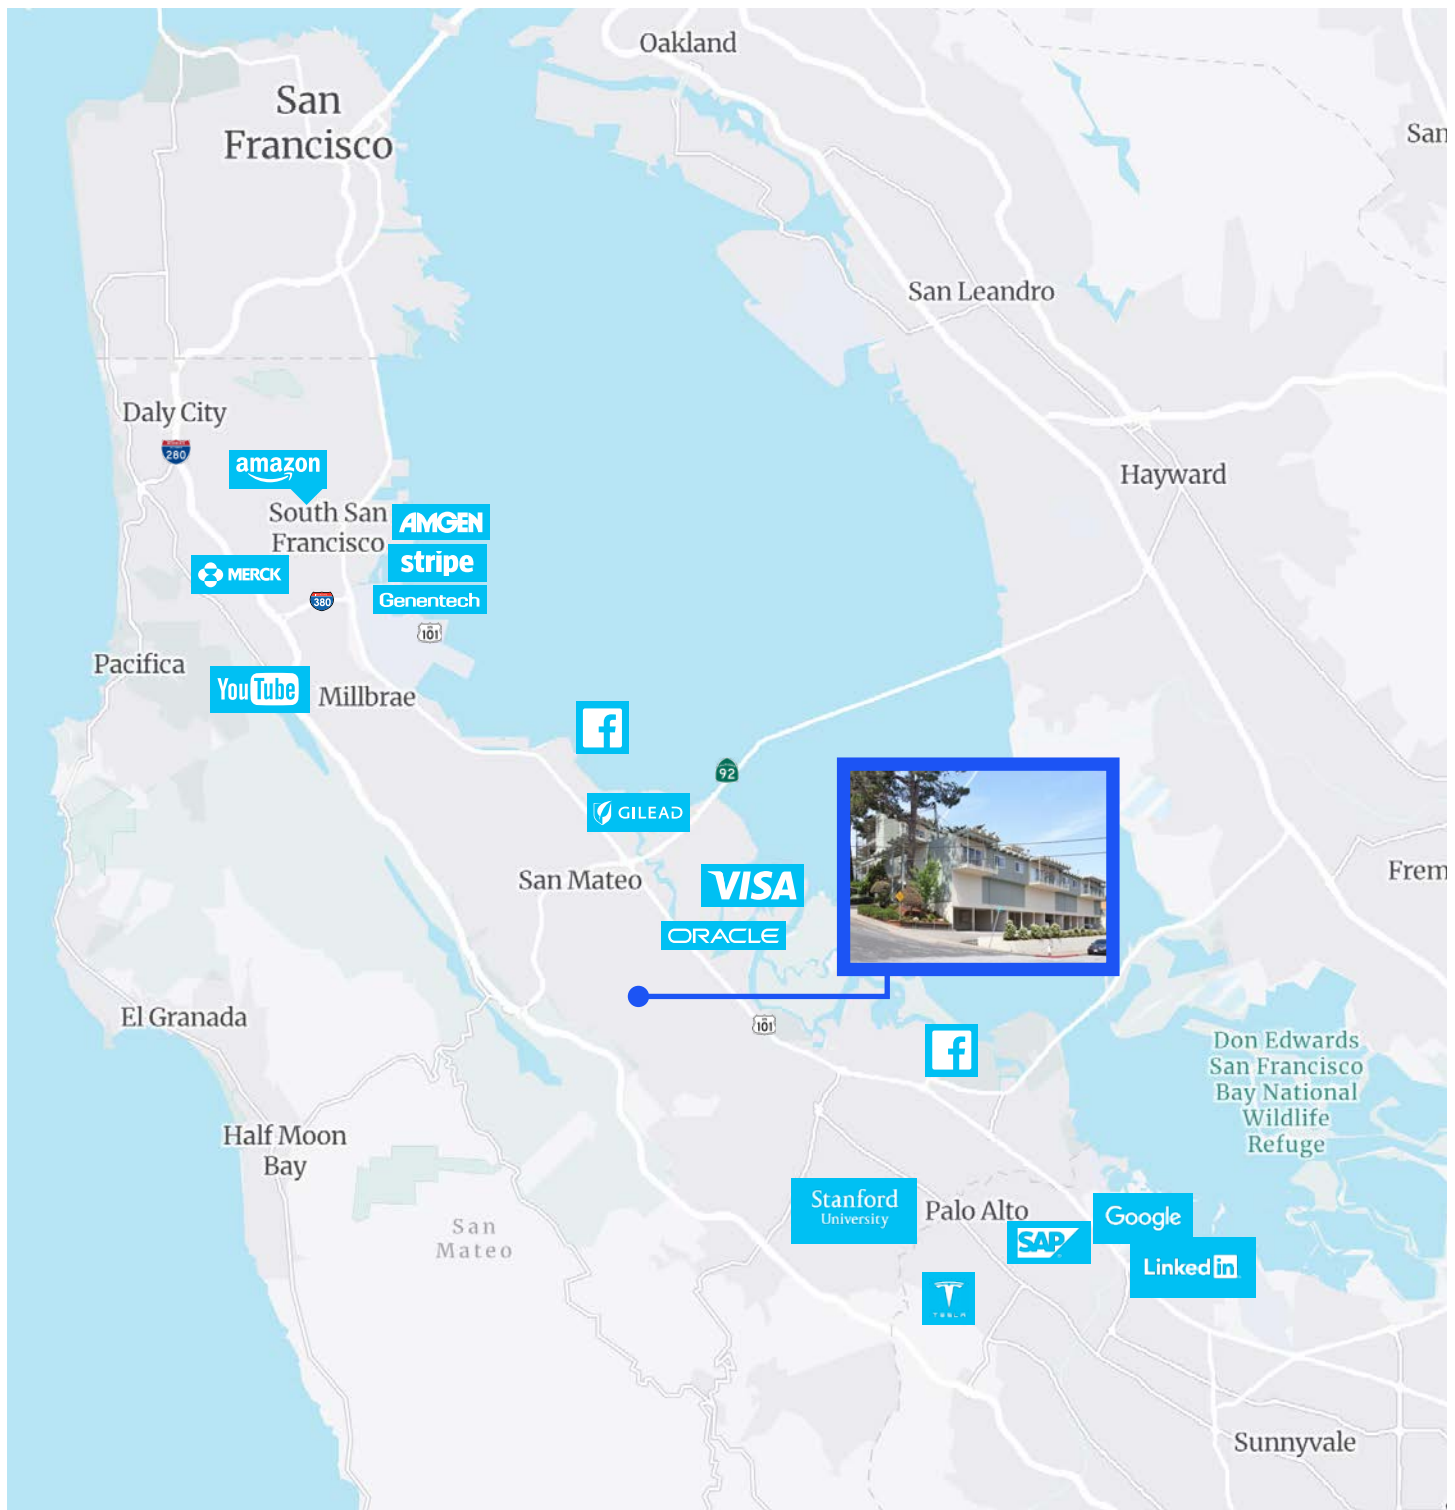 Oakland
San
Francisco
San
San Leandro
Daly City
280
amazon
Hayward
South San
Francisco
AMGEN
stripe
MERCK
Genentech
380
101
Pacifica
YouTube
Millbrae
92
GILEAD
San Mateo
VISA
Frem
ORACLE
El Granada
101
Don Edwards
San Francisco
Bay National
Wildlife
Refuge
Half Moon
Bay
Stanford
University
Palo Alto
Google
San
Mateo
SAP
LinkedIn
TESLA
Sunnyvale